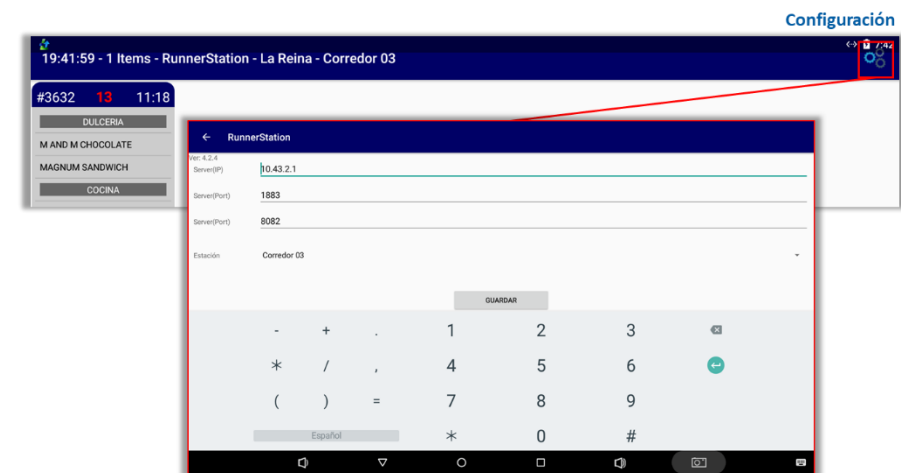 Configuración
19:41:59 - 1 Items - RunnerStation - La Reina - Corredor 03
7:42
#3632 13 11:18
DULCERIA
M AND M CHOCOLATE
MAGNUM SANDWICH
COCINA
← RunnerStation
Ver: 4.2.4
Server(IP) 10.43.2.1
Server(Port) 1883
Server(Port) 8082
Estación Corredor 03
GUARDAR
- + . 1 2 3
* / , 4 5 6
( ) = 7 8 9
Español * 0 #